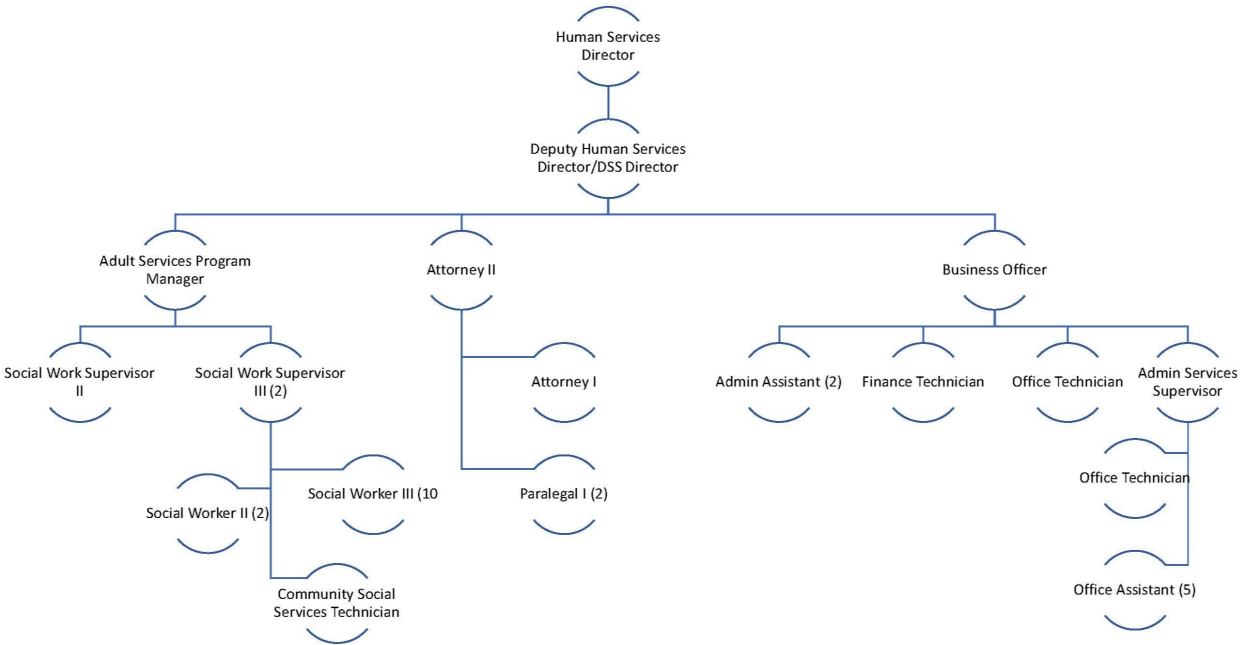 Human Services
Director
Deputy Human Services
Director/DSS Director
Adult Services Program
Manager
Attorney II
Business Officer
Social Work Supervisor
II
Social Work Supervisor
III (2)
Attorney I
Admin Assistant (2)
Finance Technician
Office Technician
Admin Services
Supervisor
Social Worker II (2)
Social Worker III (10
Paralegal I (2)
Office Technician
Community Social
Services Technician
Office Assistant (5)